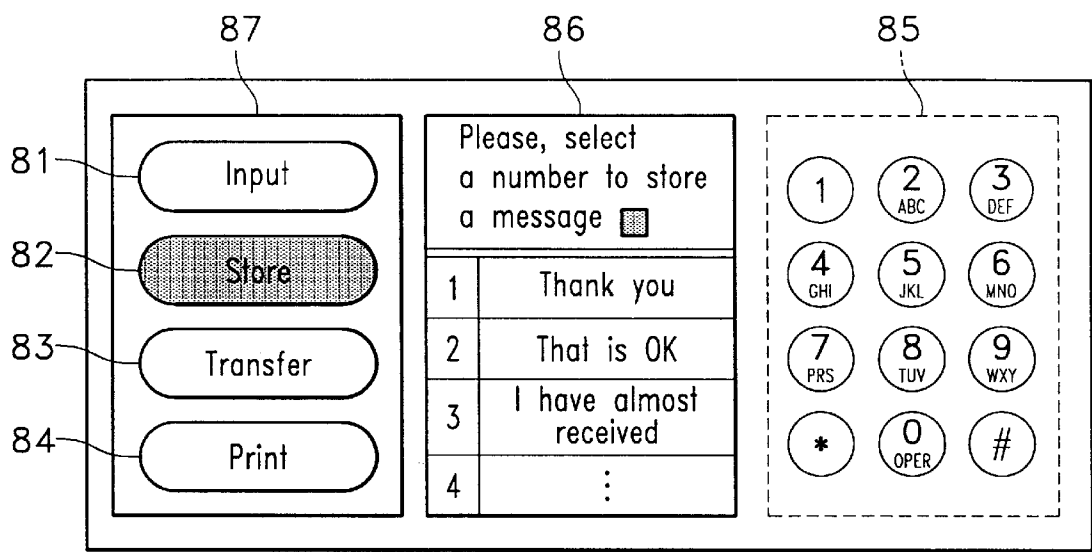 87
86
85
81
Input
82
Store
83
Transfer
84
Print
Please, select
a number to store
a message
1 Thank you
2 That is OK
3 I have almost
received
4 ⋮
1 2 3
ABC DEF
4 5 6
GHI JKL MNO
7 8 9
PRS TUV WXY
* 0 #
OPER